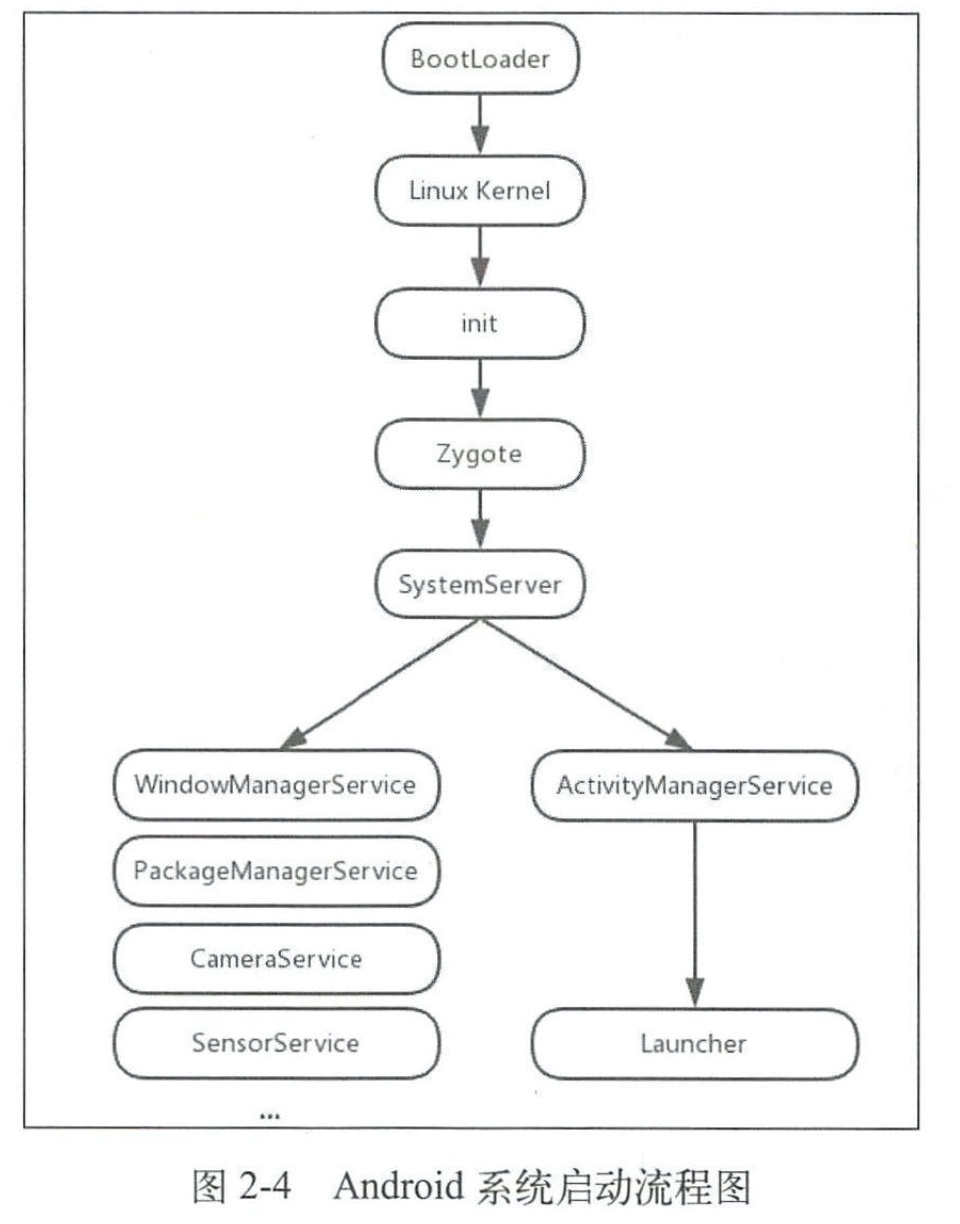 BootLoader
Linux Kernel
init
Zygote
SystemServer
WindowManagerService
ActivityManagerService
PackageManagerService
CameraService
SensorService
Launcher
...
图 2-4 Android 系统启动流程图